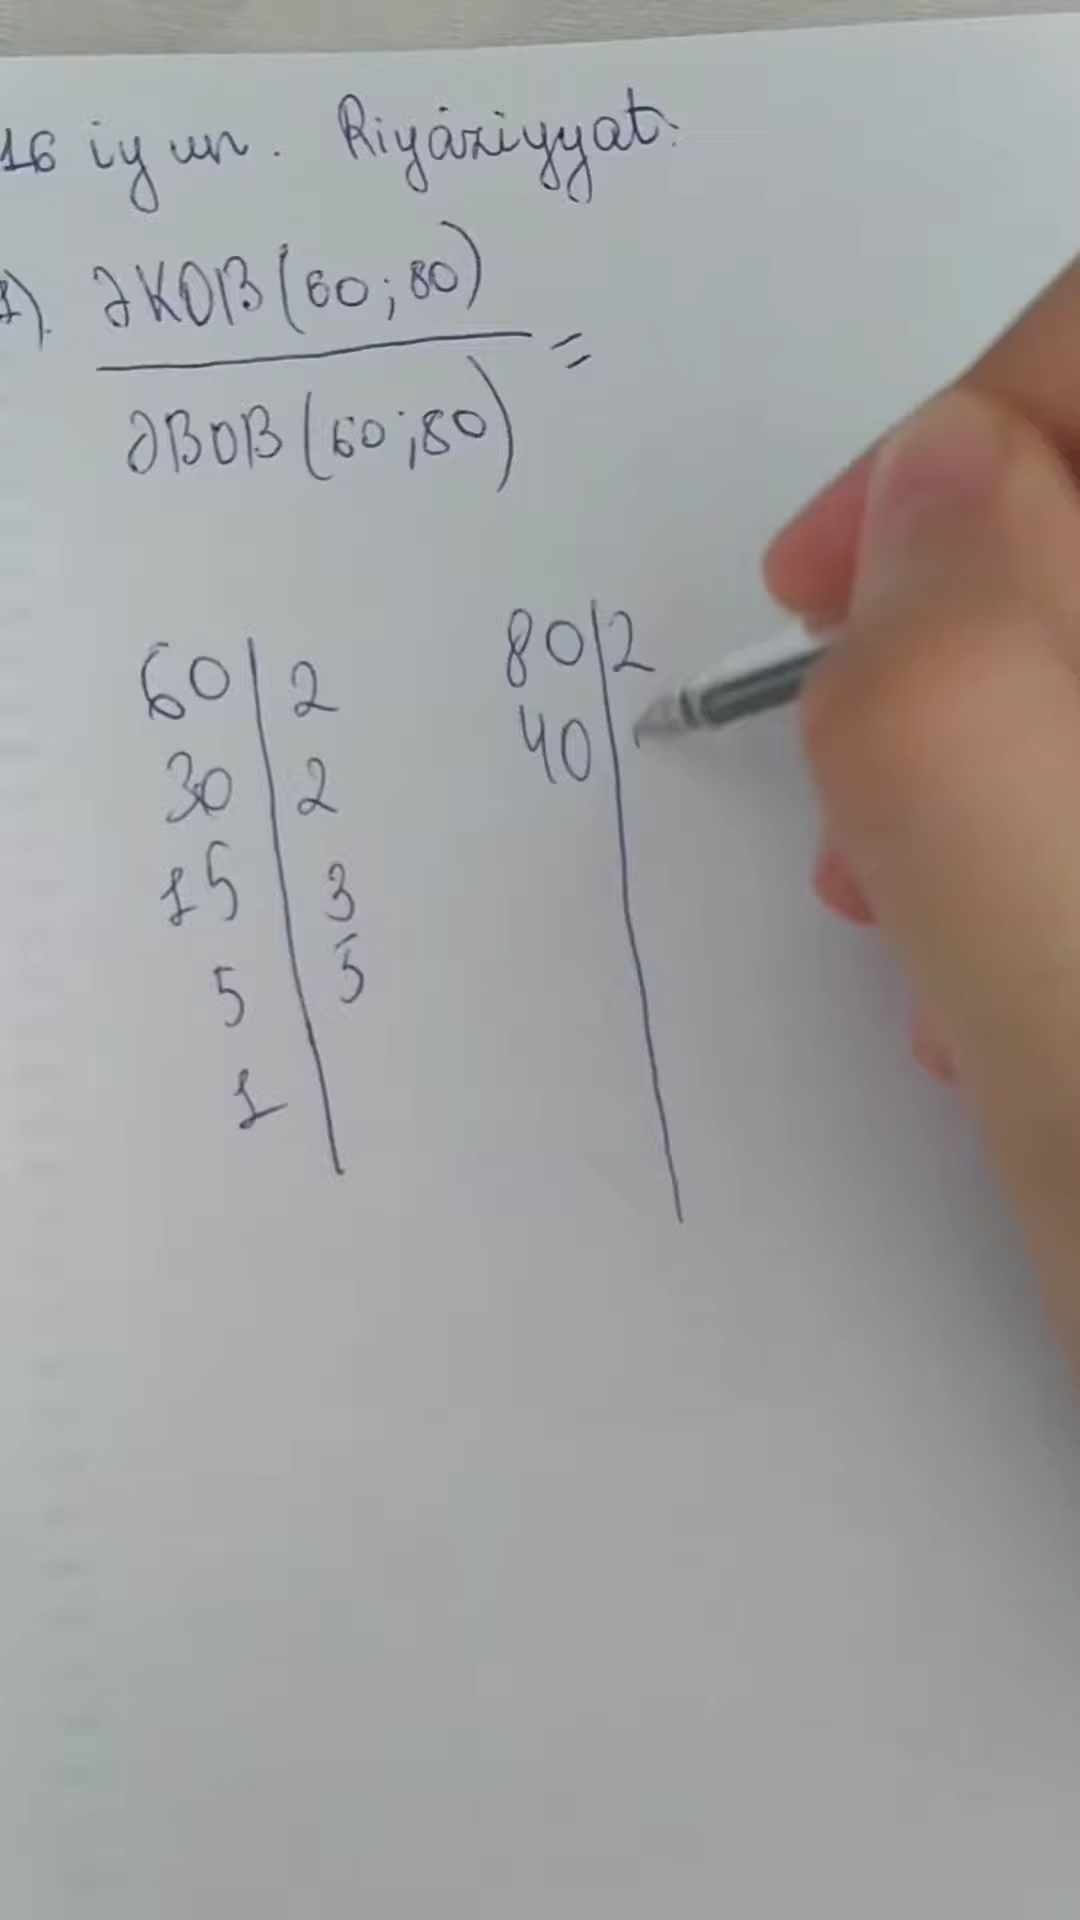 16 iyun. Riyaziyyat.
1). ƏKOB(60;80)
=
ƏBOB(60;80)
60 | 2
30 | 2
15 | 3
5 | 5
1
80 | 2
40